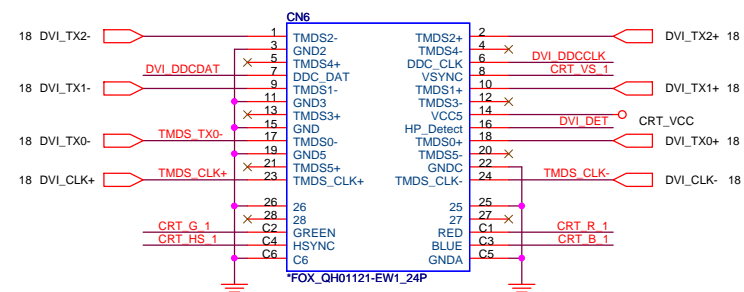 CN6
18 DVI_TX2- 1 TMDS2- TMDS2+ 2 DVI_TX2+ 18
3 GND2 TMDS4- 4
5 TMDS4+ DDC_CLK 6 DVI_DDCCLK
DVI_DDCDAT 7 DDC_DAT VSYNC 8 CRT_VS_1
18 DVI_TX1- 9 TMDS1- TMDS1+ 10 DVI_TX1+ 18
11 GND3 TMDS3- 12
13 TMDS3+ VCC5 14 CRT_VCC
15 GND HP_Detect 16 DVI_DET
18 DVI_TX0- TMDS_TX0- 17 TMDS0- TMDS0+ 18 DVI_TX0+ 18
19 GND5 TMDS5- 20
21 TMDS5+ GNDC 22
18 DVI_CLK+ TMDS_CLK+ 23 TMDS_CLK+ TMDS_CLK- 24 TMDS_CLK- DVI_CLK- 18
26 26 25 25
28 28 27 27
CRT_G_1 C2 GREEN RED C1 CRT_R_1
CRT_HS_1 C4 HSYNC BLUE C3 CRT_B_1
C6 C6 GNDA C5
*FOX_QH01121-EW1_24P